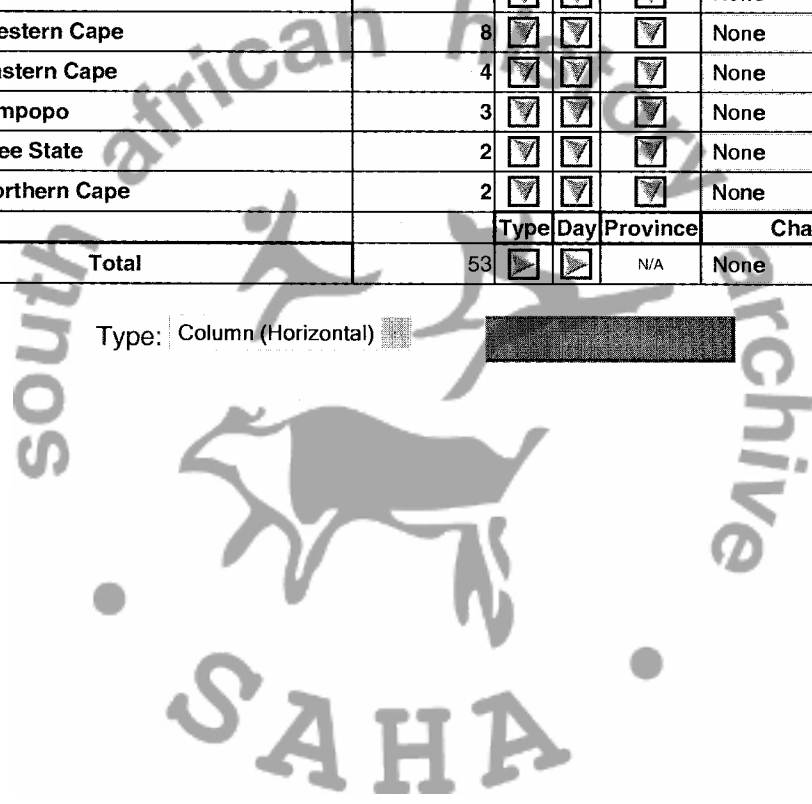 estern Cape 8 None
astern Cape 4 None
mpopo 3 None
ee State 2 None
orthern Cape 2 None
Type Day Province Cha
Total 53 N/A None
Type: Column (Horizontal)
south african history archive
SAHA